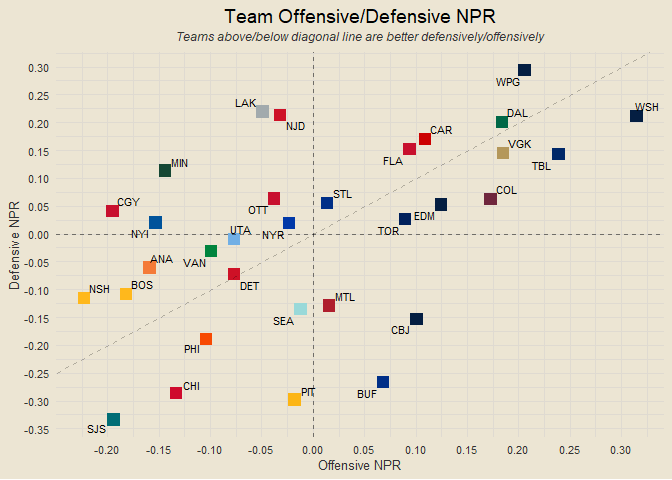 Team Offensive/Defensive NPR
Teams above/below diagonal line are better defensively/offensively
0.30
WPG
0.25
LAK
WSH
DAL
0.20
NJD
CAR
VGK
0.15
FLA
TBL
MIN
0.10
COL
STL
0.05
CGY
OTT
EDM
TOR
NYI
UTA
NYR
0.00
ANA
VAN
-0.05
DET
NSH
BOS
MTL
-0.10
SEA
CBJ
-0.15
PHI
-0.20
-0.25
CHI
PIT
BUF
-0.30
SJS
-0.35
Defensive NPR
-0.20 -0.15 -0.10 -0.05 0.00 0.05 0.10 0.15 0.20 0.25 0.30
Offensive NPR